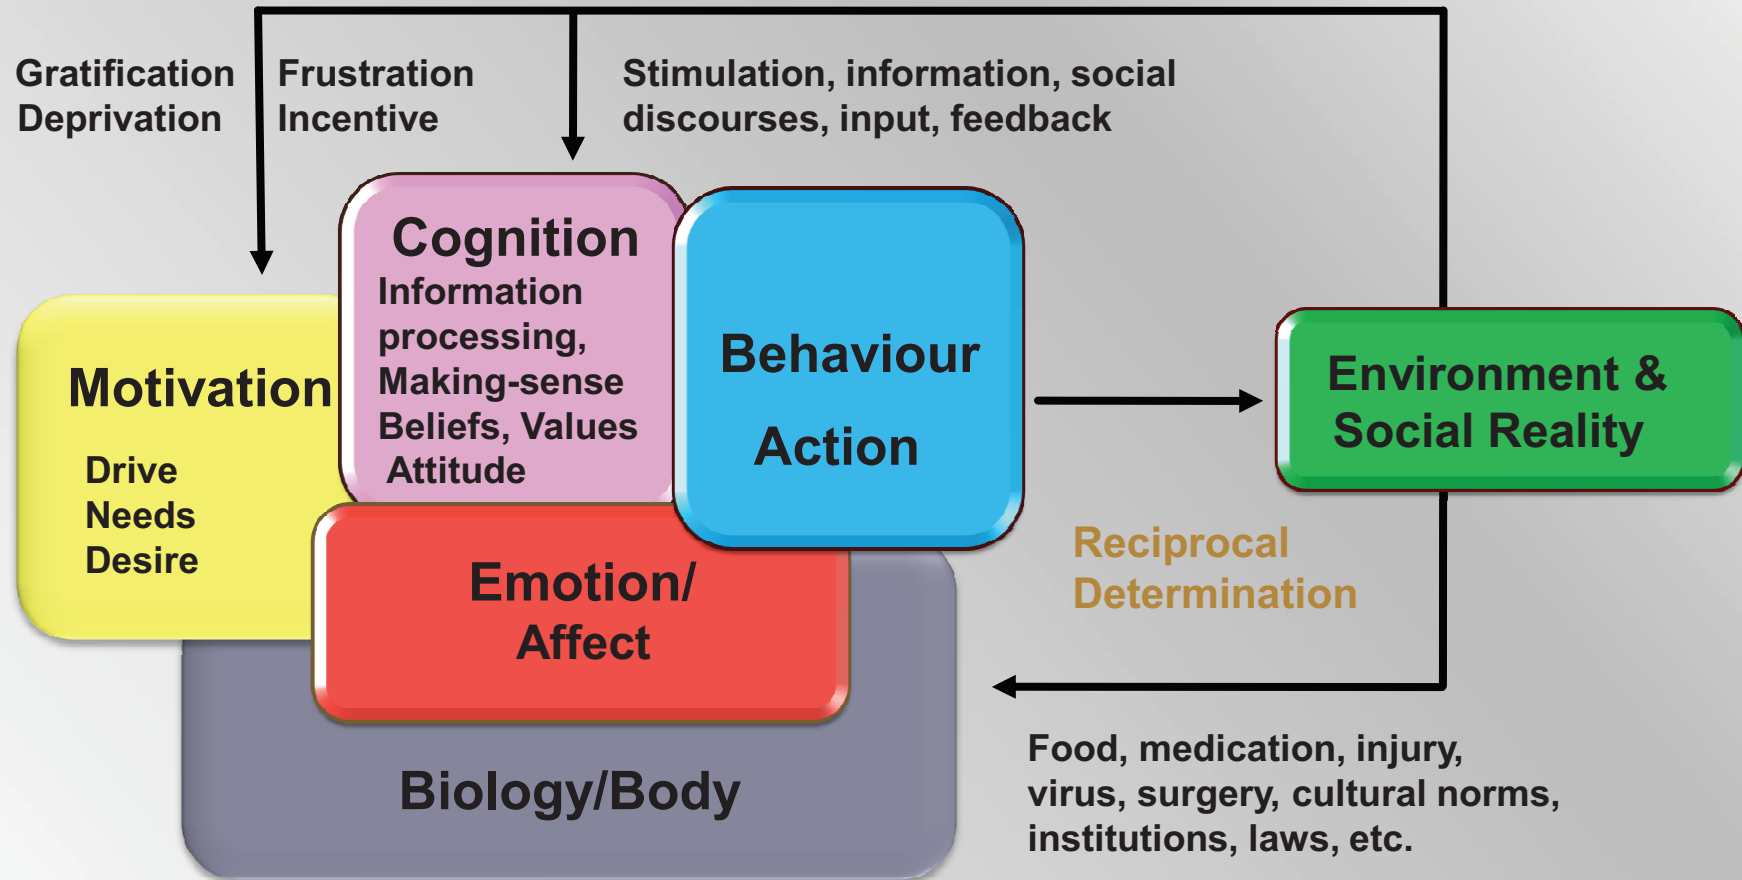 Gratification
Deprivation
Frustration
Incentive
Stimulation, information, social
discourses, input, feedback
Cognition
Information
processing,
Making-sense
Beliefs, Values
Attitude
Motivation
Drive
Needs
Desire
Behaviour
Action
Environment &
Social Reality
Emotion/
Affect
Reciprocal
Determination
Biology/Body
Food, medication, injury,
virus, surgery, cultural norms,
institutions, laws, etc.